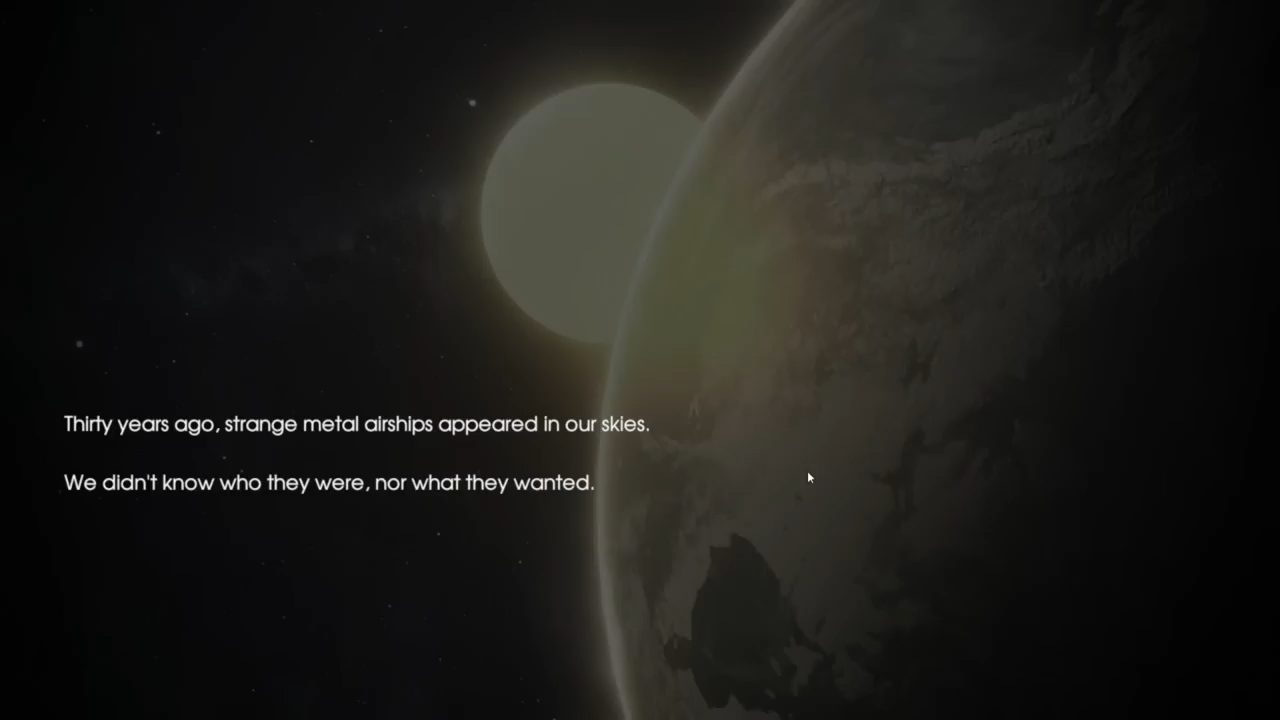 Thirty years ago, strange metal airships appeared in our skies.
We didn't know who they were, nor what they wanted.